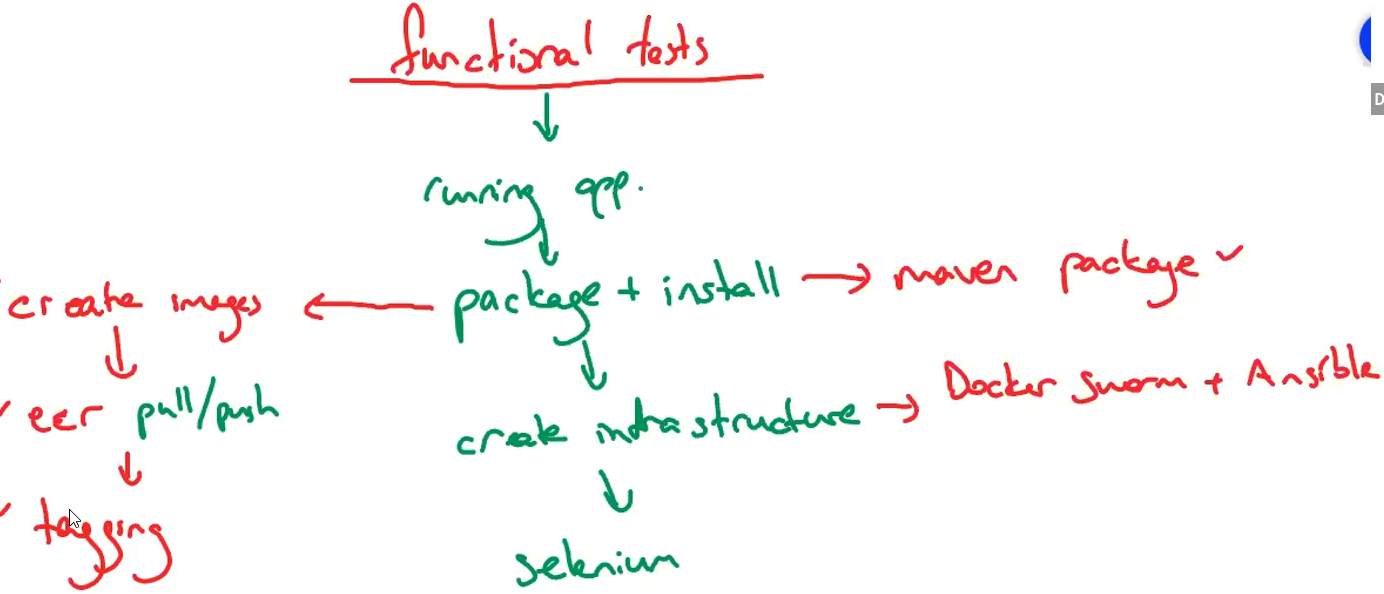 functional tests
running app.
package + install → maven package ✓
create images
Docker swarm + Ansible
ecr pull/push
create infrastructure
tagging
selenium
D